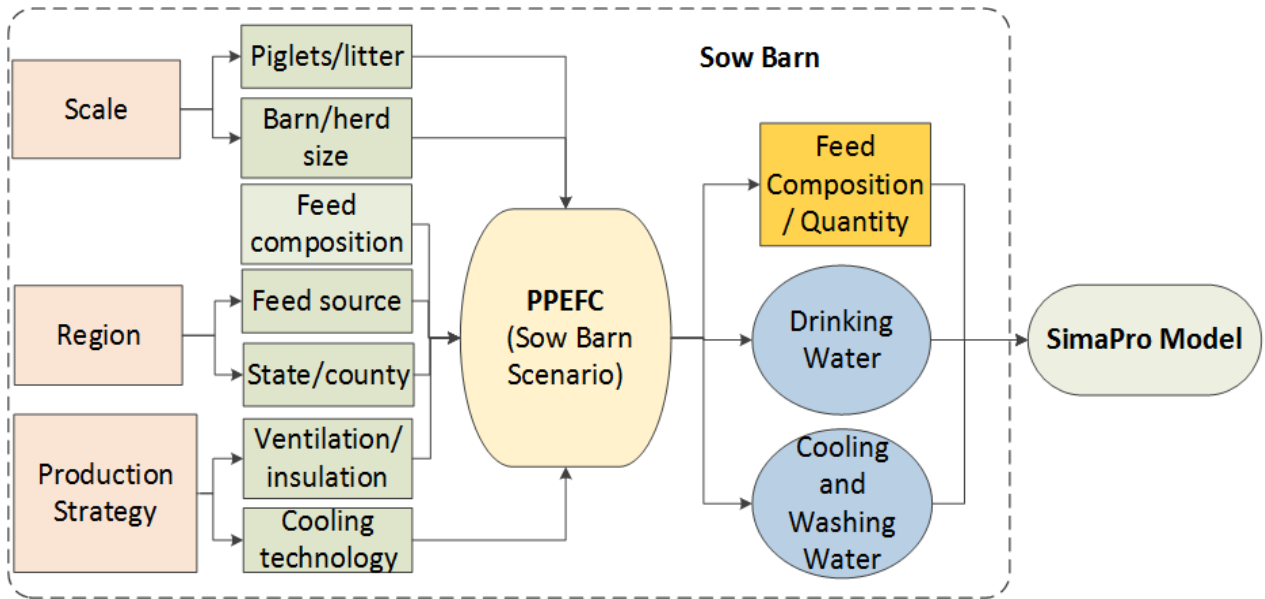 Sow Barn
Scale
Piglets/litter
Barn/herd
size
Feed
composition
Region
Feed source
State/county
Production
Strategy
Ventilation/
insulation
Cooling
technology
PPEFC
(Sow Barn
Scenario)
Feed
Composition
/ Quantity
Drinking
Water
Cooling
and
Washing
Water
SimaPro Model